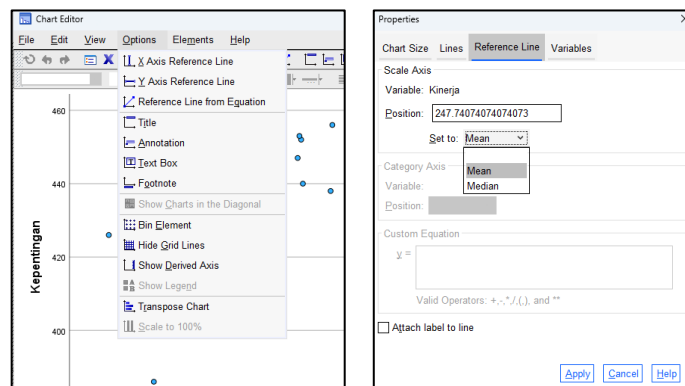 Chart Editor
File Edit View Options Elements Help
X Axis Reference Line
Y Axis Reference Line
Reference Line from Equation
Title
Annotation
Text Box
Footnote
Show Charts in the Diagonal
Bin Element
Hide Grid Lines
Show Derived Axis
Show Legend
Transpose Chart
Scale to 100%
Kepentingan
460
440
420
400
Properties
Chart Size Lines Reference Line Variables
Scale Axis
Variable: Kinerja
Position: 247.74074074074073
Set to: Mean
Mean
Median
Category Axis
Variable:
Position:
Custom Equation
y =
Valid Operators: +,-,*,/,(,), and **
Attach label to line
Apply Cancel Help